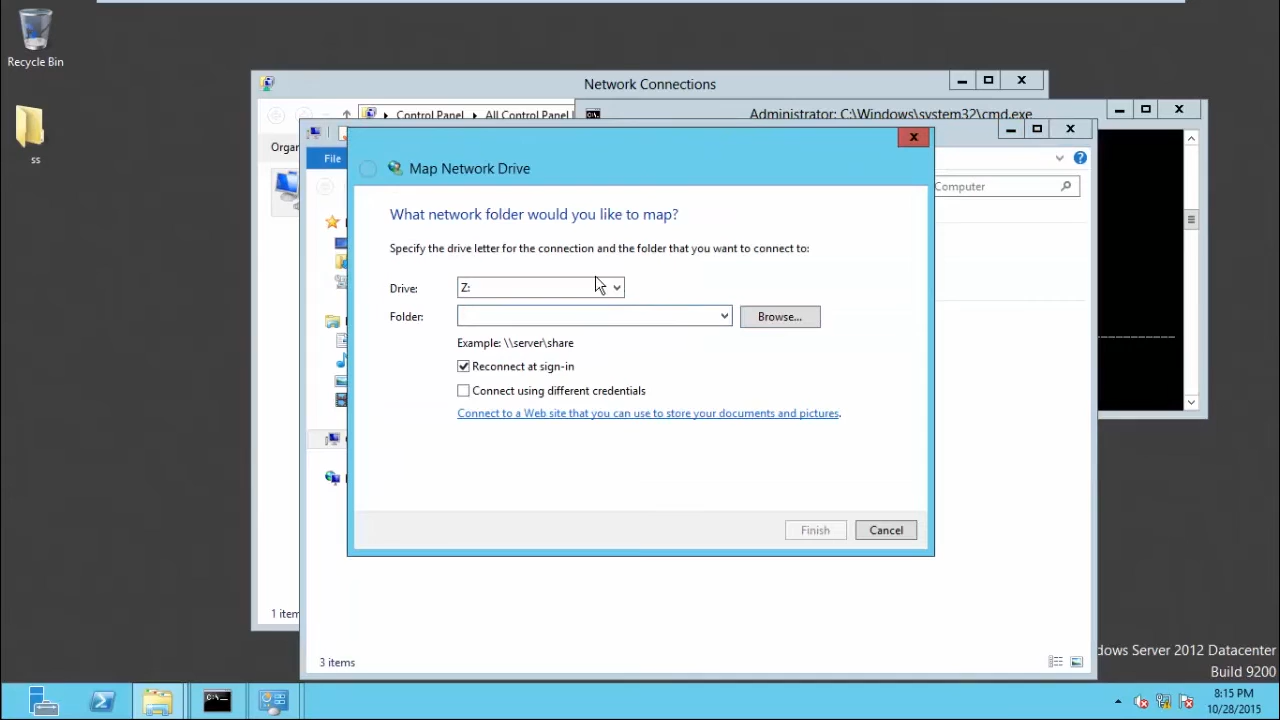 Recycle Bin
ss
Network Connections
Control Panel
All Control Panel
Administrator: C:\Windows\system32\cmd.exe
Orgar
File
Computer
Map Network Drive
What network folder would you like to map?
Specify the drive letter for the connection and the folder that you want to connect to:
Drive:
Z:
Folder:
Browse...
Example: \\server\share
Reconnect at sign-in
Connect using different credentials
Connect to a Web site that you can use to store your documents and pictures.
Finish
Cancel
1 item
3 items
dows Server 2012 Datacenter
Build 9200
8:15 PM
10/28/2015